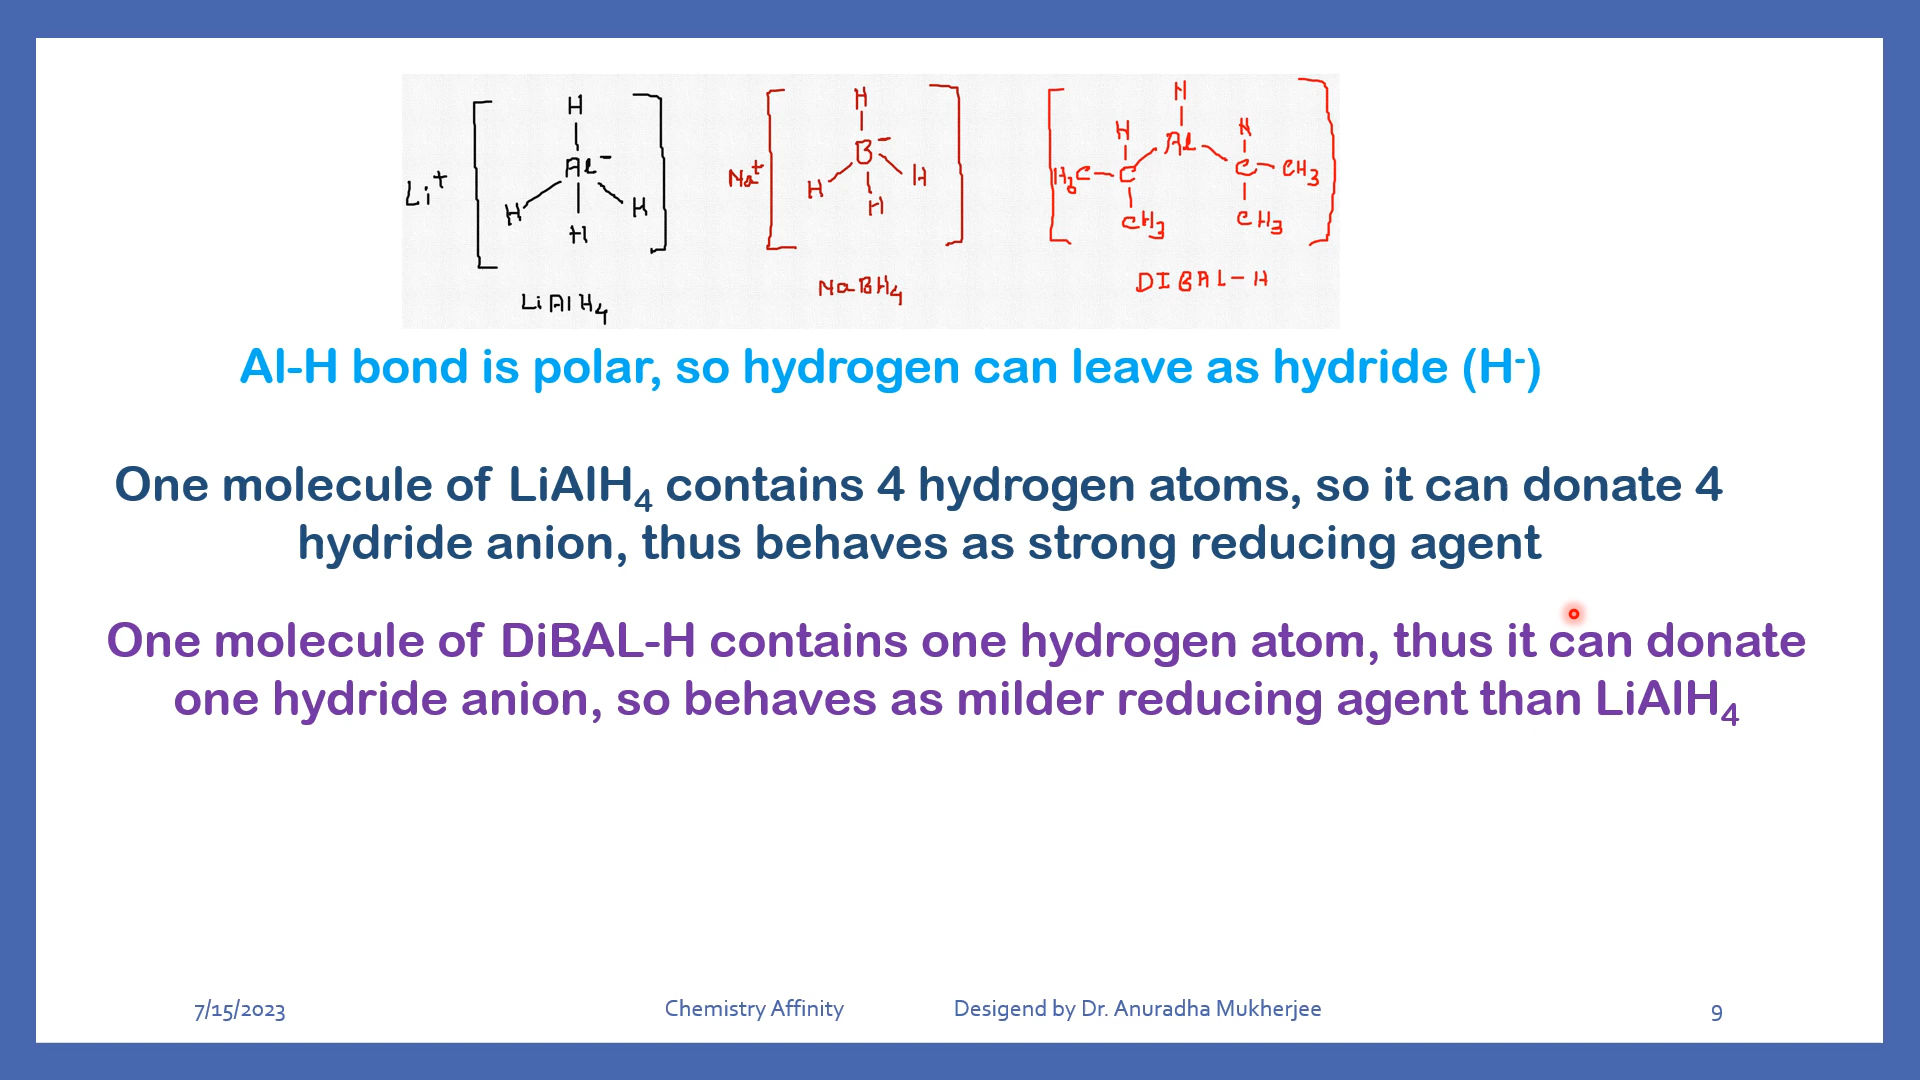 H H H
H Al H
Li⁺ Al⁻ Na⁺ B⁻ H₃C C C CH₃
H H H H H CH₃ CH₃
H
LiAlH₄ NaBH₄ DIBAL-H
Al-H bond is polar, so hydrogen can leave as hydride (H⁻)
One molecule of LiAlH₄ contains 4 hydrogen atoms, so it can donate 4
hydride anion, thus behaves as strong reducing agent
One molecule of DiBAL-H contains one hydrogen atom, thus it can donate
one hydride anion, so behaves as milder reducing agent than LiAlH₄
7/15/2023 Chemistry Affinity Desigend by Dr. Anuradha Mukherjee 9